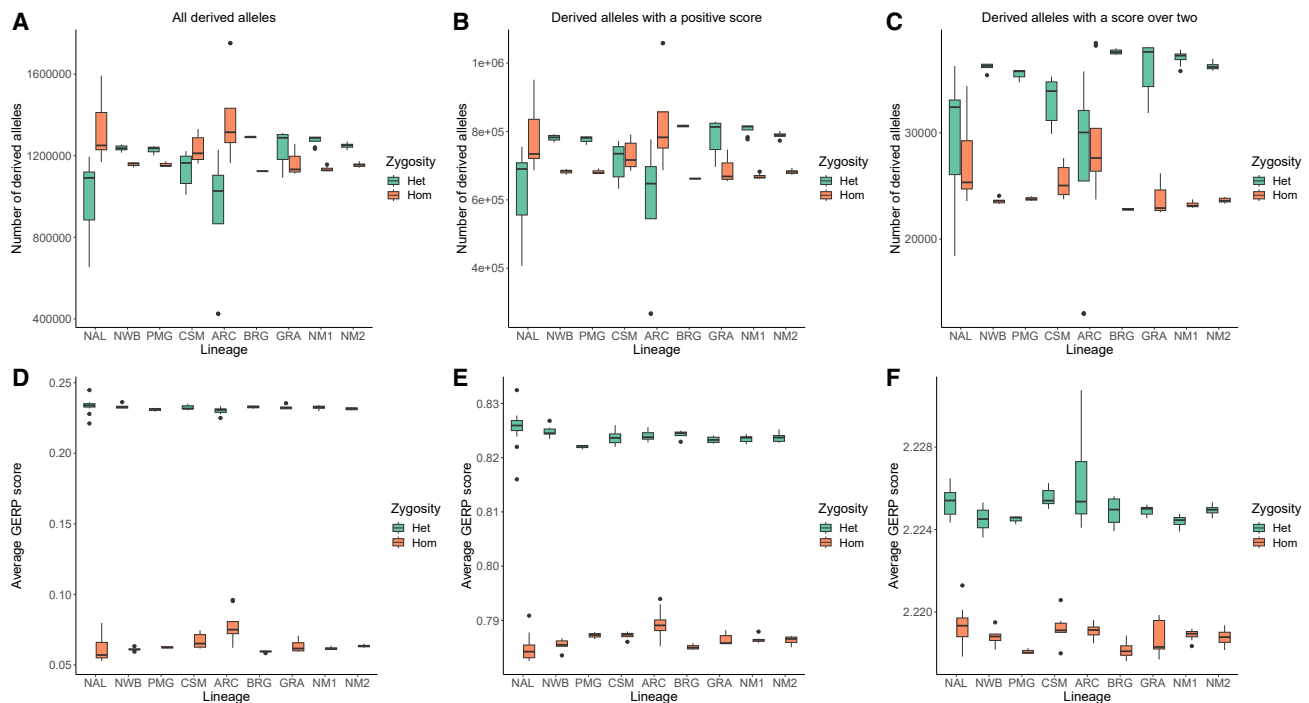 A
All derived alleles
Number of derived alleles
1600000
1200000
800000
400000
NAL NWB PMG CSM ARC BRG GRA NM1 NM2
Lineage
Zygosity
Het
Hom
B
Derived alleles with a positive score
Number of derived alleles
1e+06
8e+05
6e+05
4e+05
NAL NWB PMG CSM ARC BRG GRA NM1 NM2
Lineage
Zygosity
Het
Hom
C
Derived alleles with a score over two
Number of derived alleles
30000
20000
NAL NWB PMG CSM ARC BRG GRA NM1 NM2
Lineage
Zygosity
Het
Hom
D
Average GERP score
0.25
0.20
0.15
0.10
0.05
NAL NWB PMG CSM ARC BRG GRA NM1 NM2
Lineage
Zygosity
Het
Hom
E
Average GERP score
0.83
0.82
0.81
0.80
0.79
NAL NWB PMG CSM ARC BRG GRA NM1 NM2
Lineage
Zygosity
Het
Hom
F
Average GERP score
2.228
2.224
2.220
NAL NWB PMG CSM ARC BRG GRA NM1 NM2
Lineage
Zygosity
Het
Hom